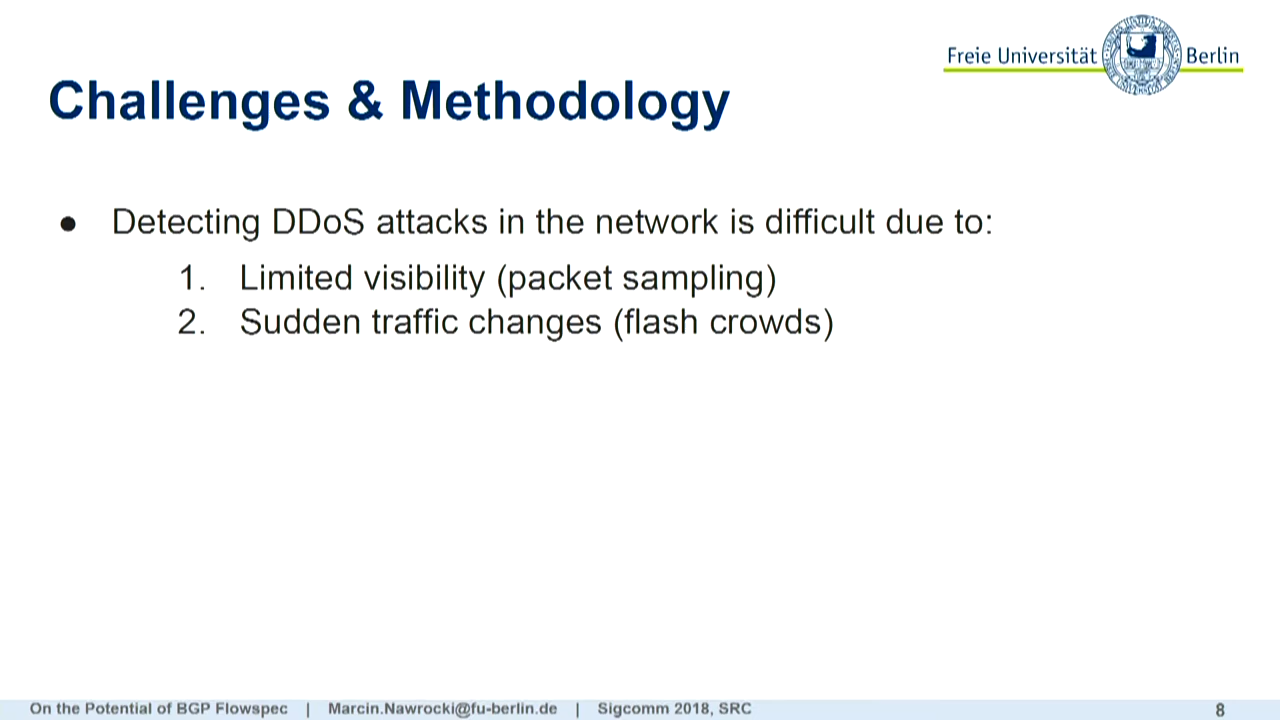 Freie Universität Berlin
Challenges & Methodology
● Detecting DDoS attacks in the network is difficult due to:
1. Limited visibility (packet sampling)
2. Sudden traffic changes (flash crowds)
On the Potential of BGP Flowspec | Marcin.Nawrocki@fu-berlin.de | Sigcomm 2018, SRC 8